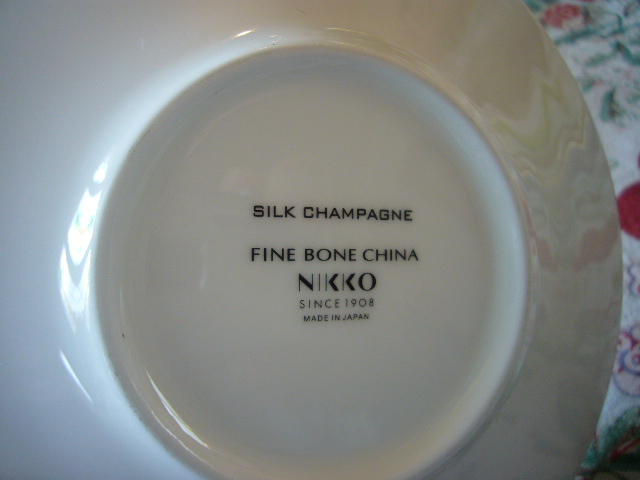 SILK CHAMPAGNE
FINE BONE CHINA
NIKKO
SINCE 1908
MADE IN JAPAN